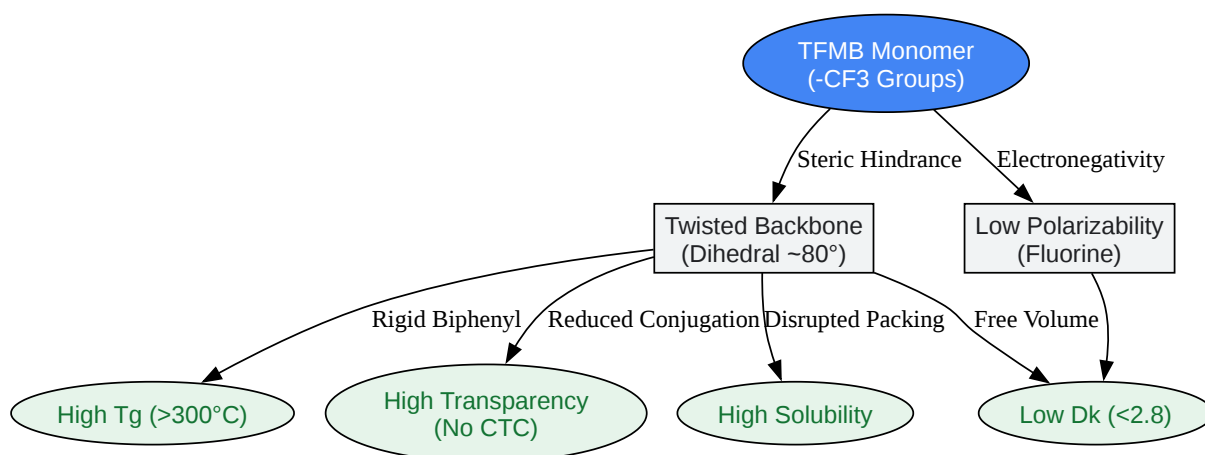 TFMB Monomer
(-CF3 Groups)
Steric Hindrance
Electronegativity
Twisted Backbone
(Dihedral ~80°)
Low Polarizability
(Fluorine)
Rigid Biphenyl
Reduced Conjugation
Disrupted Packing
Free Volume
High Tg (>300°C)
High Transparency
(No CTC)
High Solubility
Low Dk (<2.8)